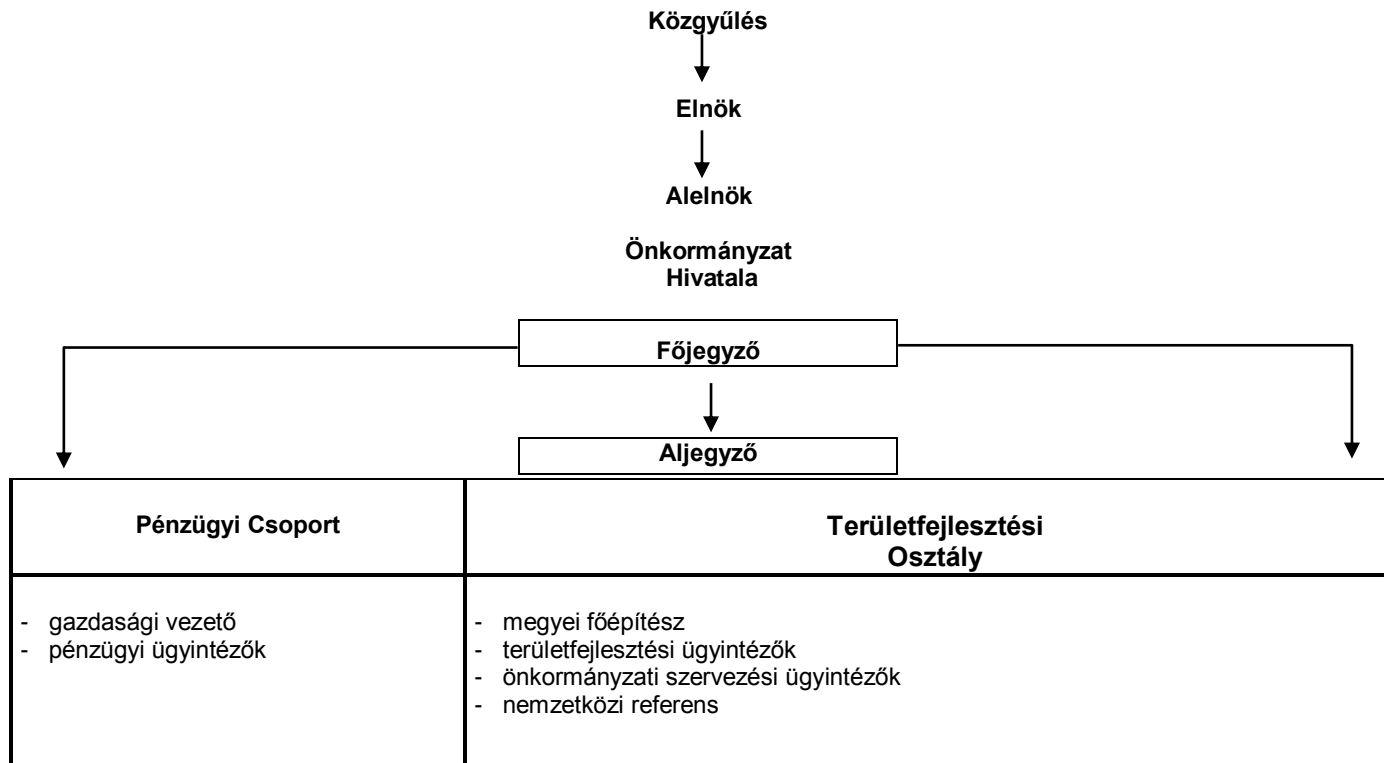 Közgyűlés
Elnök
Alelnök
Önkormányzat
Hivatala
Főjegyző
Aljegyző
Pénzügyi Csoport
Területfejlesztési
Osztály
- gazdasági vezető
- pénzügyi ügyintézők
- megyei főépítész
- területfejlesztési ügyintézők
- önkormányzati szervezési ügyintézők
- nemzetközi referens